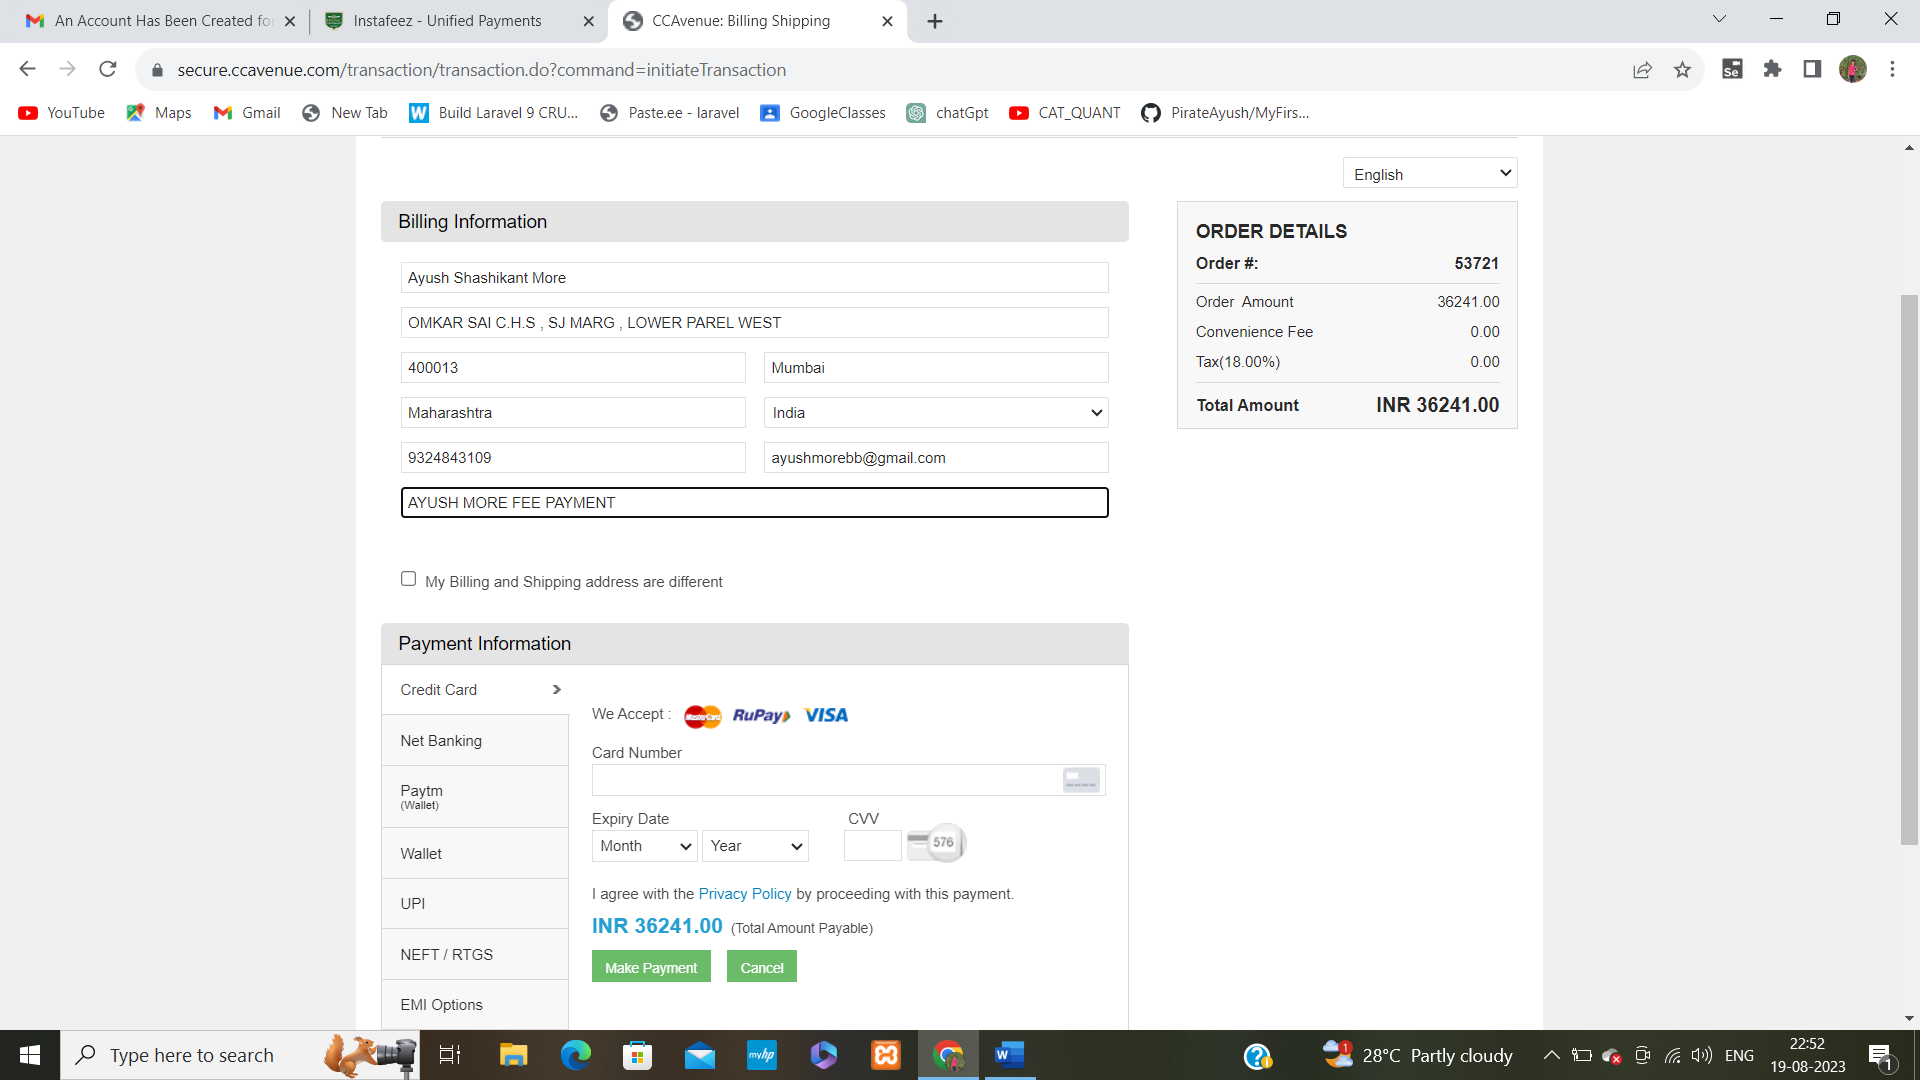 An Account Has Been Created fo
Instafeez - Unified Payments
CCAvenue: Billing Shipping
secure.ccavenue.com/transaction/transaction.do?command=initiateTransaction
Se
YouTube
Maps
Gmail
New Tab
W Build Laravel 9 CRU...
Paste.ee - laravel
GoogleClasses
chatGpt
CAT_QUANT
PirateAyush/MyFirs...
English
Billing Information
Ayush Shashikant More
OMKAR SAI C.H.S , SJ MARG , LOWER PAREL WEST
400013 Mumbai
Maharashtra India
9324843109 ayushmorebb@gmail.com
AYUSH MORE FEE PAYMENT
My Billing and Shipping address are different
ORDER DETAILS
Order #: 53721
Order Amount 36241.00
Convenience Fee 0.00
Tax(18.00%) 0.00
Total Amount INR 36241.00
Payment Information
Credit Card
Net Banking
Paytm
(Wallet)
Wallet
UPI
NEFT / RTGS
EMI Options
We Accept : MasterCard RuPay VISA
Card Number
Expiry Date CVV
Month Year 576
I agree with the Privacy Policy by proceeding with this payment.
INR 36241.00 (Total Amount Payable)
Make Payment Cancel
Type here to search
myhp
W
1
28°C Partly cloudy
ENG
22:52
19-08-2023
1